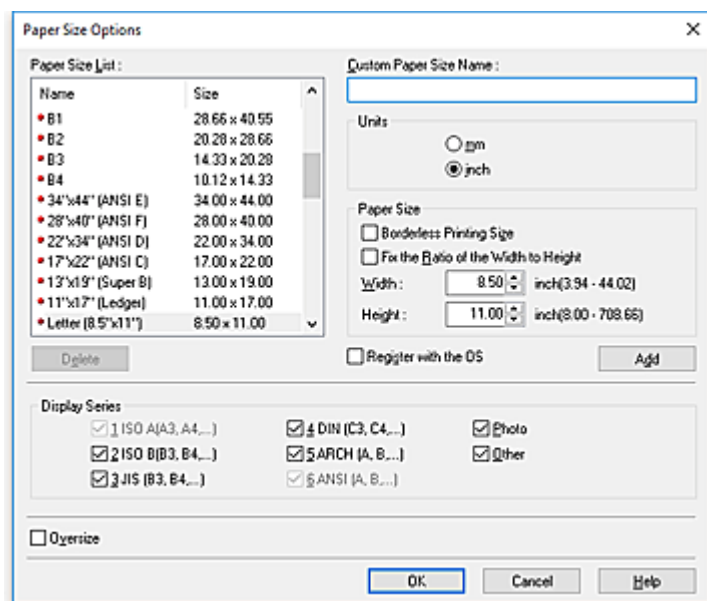 Paper Size Options
Paper Size List :
Name Size
B1 28.66 x 40.55
B2 20.28 x 28.66
B3 14.33 x 20.28
B4 10.12 x 14.33
34"x44" (ANSI E) 34.00 x 44.00
28"x40" (ANSI F) 28.00 x 40.00
22"x34" (ANSI D) 22.00 x 34.00
17"x22" (ANSI C) 17.00 x 22.00
13"x19" (Super B) 13.00 x 19.00
11"x17" (Ledger) 11.00 x 17.00
Letter (8.5"x11") 8.50 x 11.00
Delete
Custom Paper Size Name :
Units
mm
inch
Paper Size
Borderless Printing Size
Fix the Ratio of the Width to Height
Width : 8.50 inch(3.94 - 44.02)
Height : 11.00 inch(8.00 - 708.66)
Register with the OS
Add
Display Series
1 ISO A(A3, A4,...) 4 DIN (C3, C4,...) Photo
2 ISO B(B3, B4,...) 5 ARCH (A, B,...) Other
3 JIS (B3, B4,...) 6 ANSI (A, B,...)
Oversize
OK Cancel Help